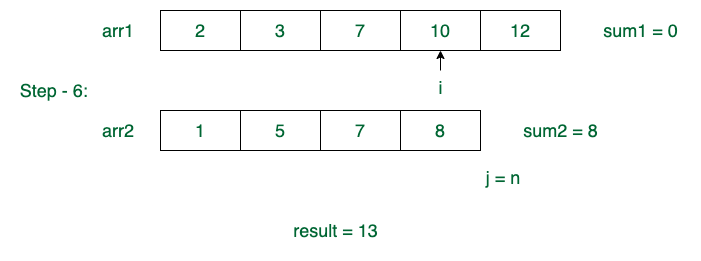 arr1 2 3 7 10 12 sum1 = 0
i
Step - 6:
arr2 1 5 7 8 sum2 = 8
j = n
result = 13